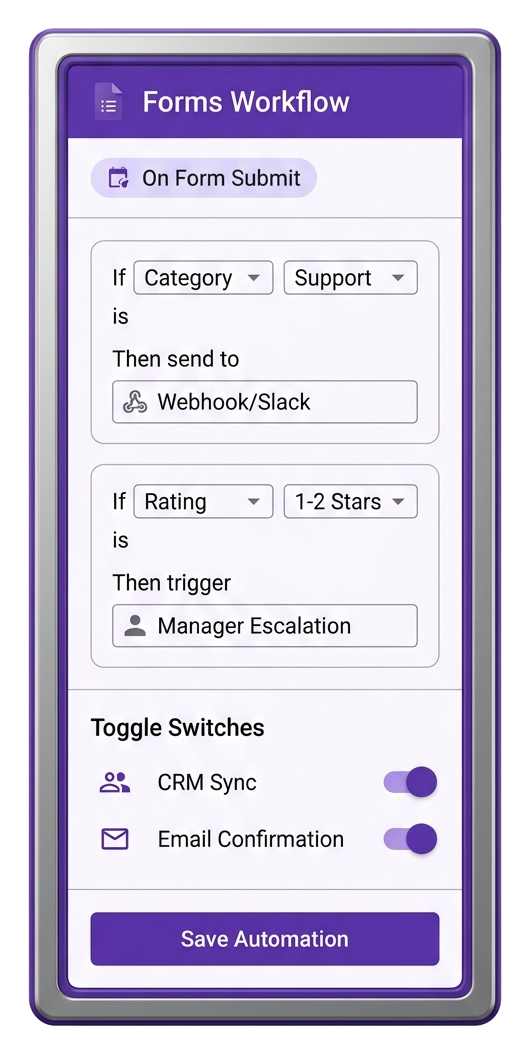 Forms Workflow
On Form Submit
If Category Support
is
Then send to
Webhook/Slack
If Rating 1-2 Stars
is
Then trigger
Manager Escalation
Toggle Switches
CRM Sync
Email Confirmation
Save Automation